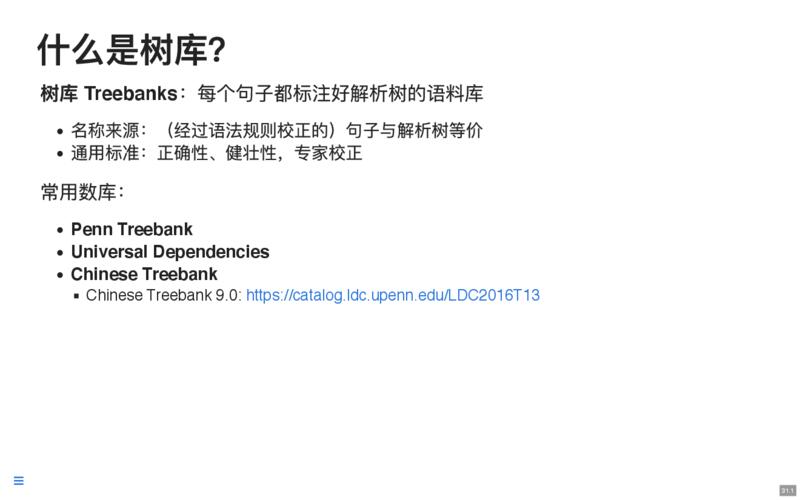 什么是树库？
树库 Treebanks：每个句子都标注好解析树的语料库
名称来源：（经过语法规则校正的）句子与解析树等价
通用标准：正确性、健壮性，专家校正
常用数库：
Penn Treebank
Universal Dependencies
Chinese Treebank
Chinese Treebank 9.0: https://catalog.ldc.upenn.edu/LDC2016T13
31.1